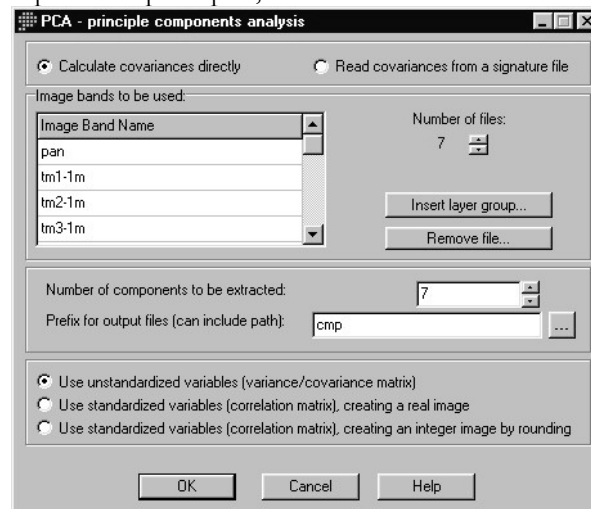 PCA - principle components analysis
Calculate covariances directly Read covariances from a signature file
Image bands to be used:
Image Band Name
pan
tm1-1m
tm2-1m
tm3-1m
Number of files:
7
Insert layer group...
Remove file...
Number of components to be extracted: 7
Prefix for output files (can include path): cmp ...
Use unstandardized variables (variance/covariance matrix)
Use standardized variables (correlation matrix), creating a real image
Use standardized variables (correlation matrix), creating an integer image by rounding
OK Cancel Help